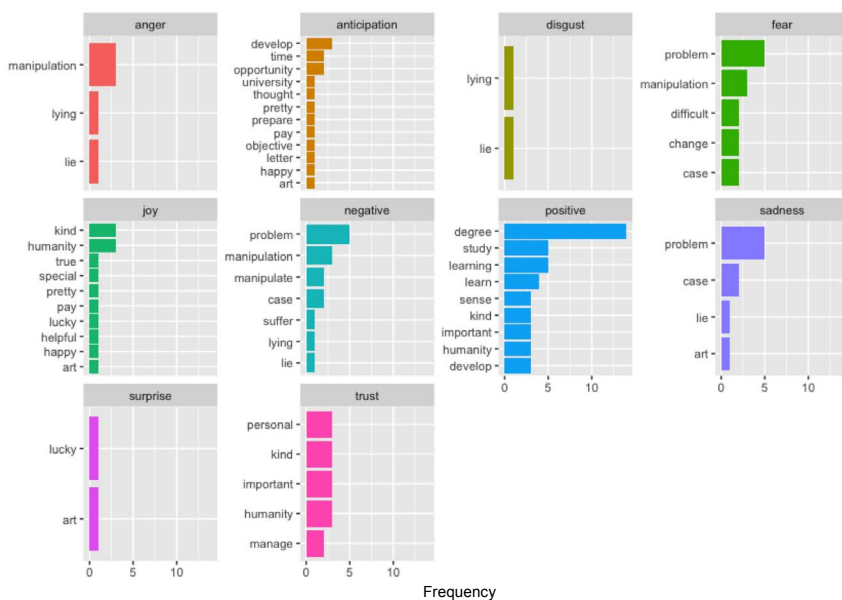 anger
manipulation
lying
lie
anticipation
develop
time
opportunity
university
thought
pretty
prepare
pay
objective
letter
happy
art
disgust
lying
lie
fear
problem
manipulation
difficult
change
case
joy
kind
humanity
true
special
pretty
pay
lucky
helpful
happy
art
negative
problem
manipulation
manipulate
case
suffer
lying
lie
positive
degree
study
learning
learn
sense
kind
important
humanity
develop
0 5 10
sadness
problem
case
lie
art
0 5 10
surprise
lucky
art
0 5 10
trust
personal
kind
important
humanity
manage
0 5 10
Frequency